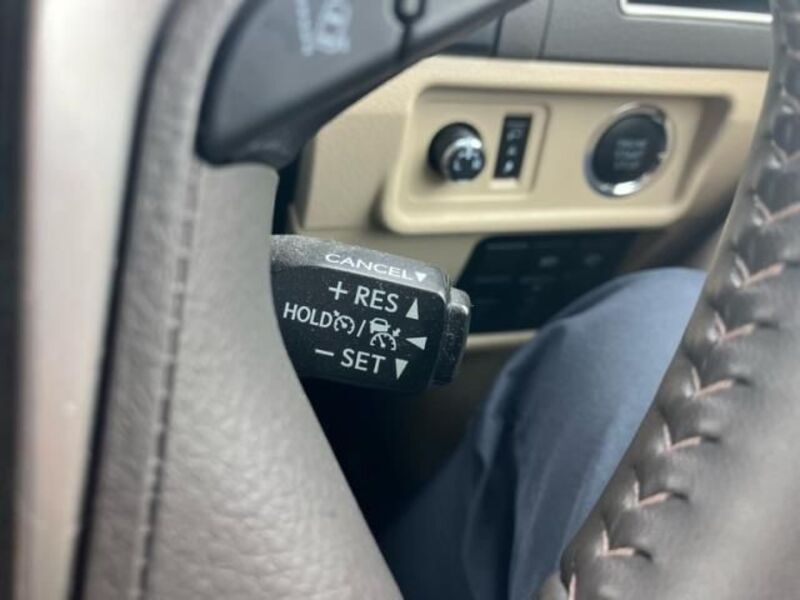 CANCEL▼
+ RES ▲
HOLD / ◀
− SET ▼